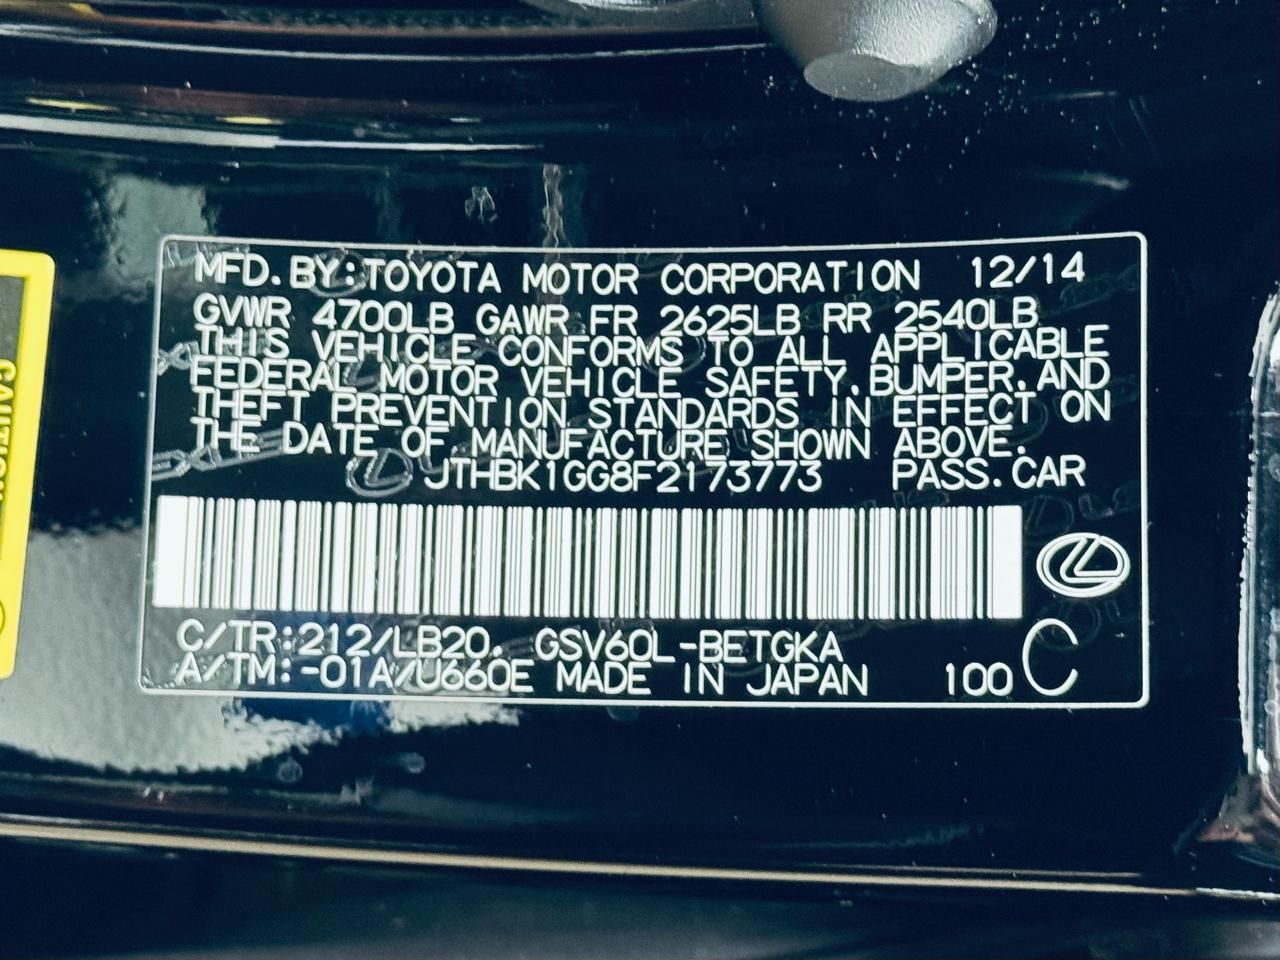 MFD. BY: TOYOTA MOTOR CORPORATION 12/14
GVWR 4700LB GAWR FR 2625LB RR 2540LB
THIS VEHICLE CONFORMS TO ALL APPLICABLE
FEDERAL MOTOR VEHICLE SAFETY, BUMPER, AND
THEFT PREVENTION STANDARDS IN EFFECT ON
THE DATE OF MANUFACTURE SHOWN ABOVE.
JTHBK1GG8F2173773 PASS. CAR
C/TR: 212/LB20. GSV60L-BETGKA
A/TM: -01A/U660E MADE IN JAPAN 100 C